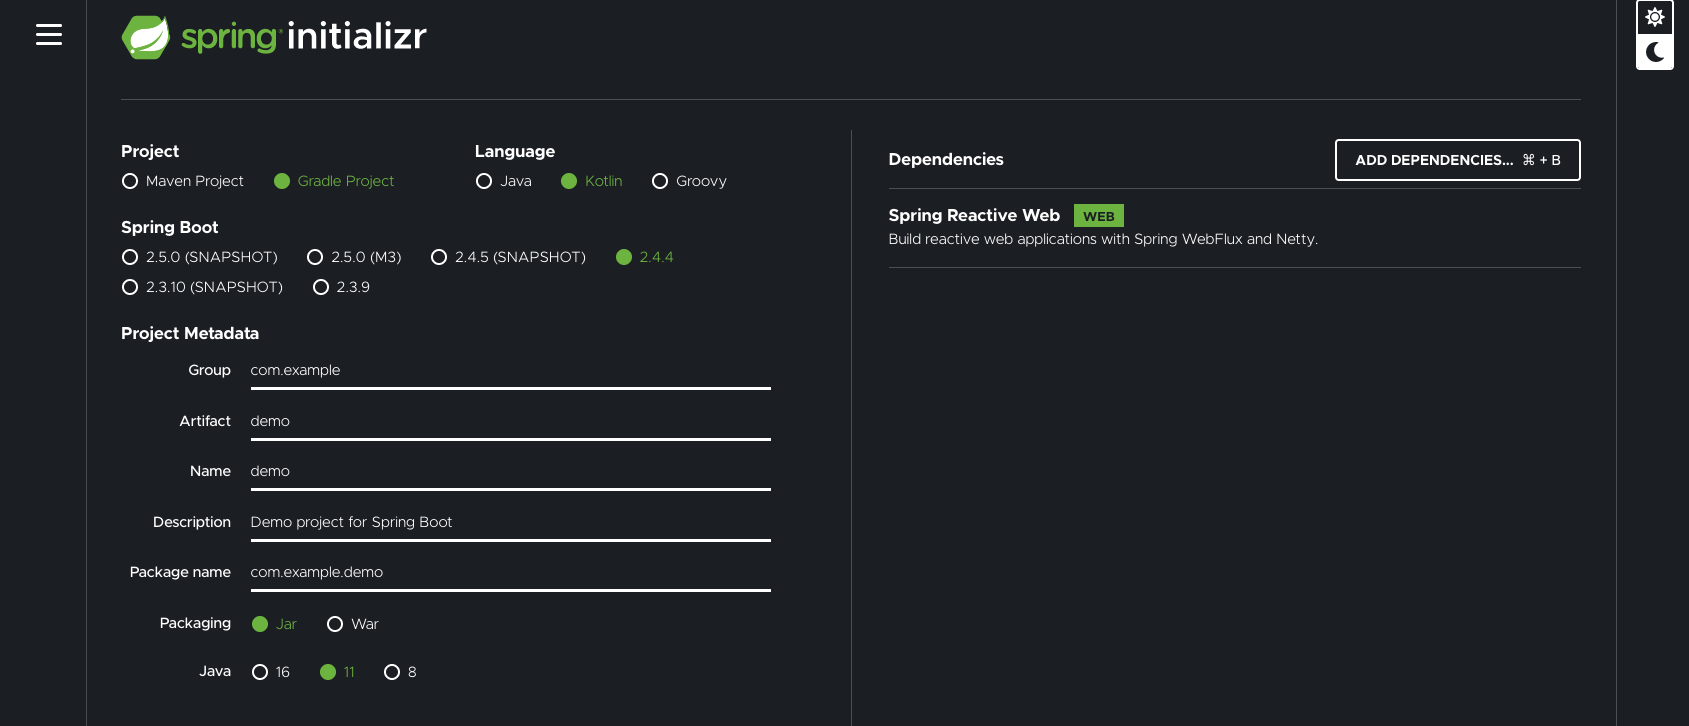 spring initializr
Project
Maven Project Gradle Project
Language
Java Kotlin Groovy
Spring Boot
2.5.0 (SNAPSHOT) 2.5.0 (M3) 2.4.5 (SNAPSHOT) 2.4.4
2.3.10 (SNAPSHOT) 2.3.9
Project Metadata
Group com.example
Artifact demo
Name demo
Description Demo project for Spring Boot
Package name com.example.demo
Packaging Jar War
Java 16 11 8
Dependencies
ADD DEPENDENCIES... ⌘ + B
Spring Reactive Web WEB
Build reactive web applications with Spring WebFlux and Netty.